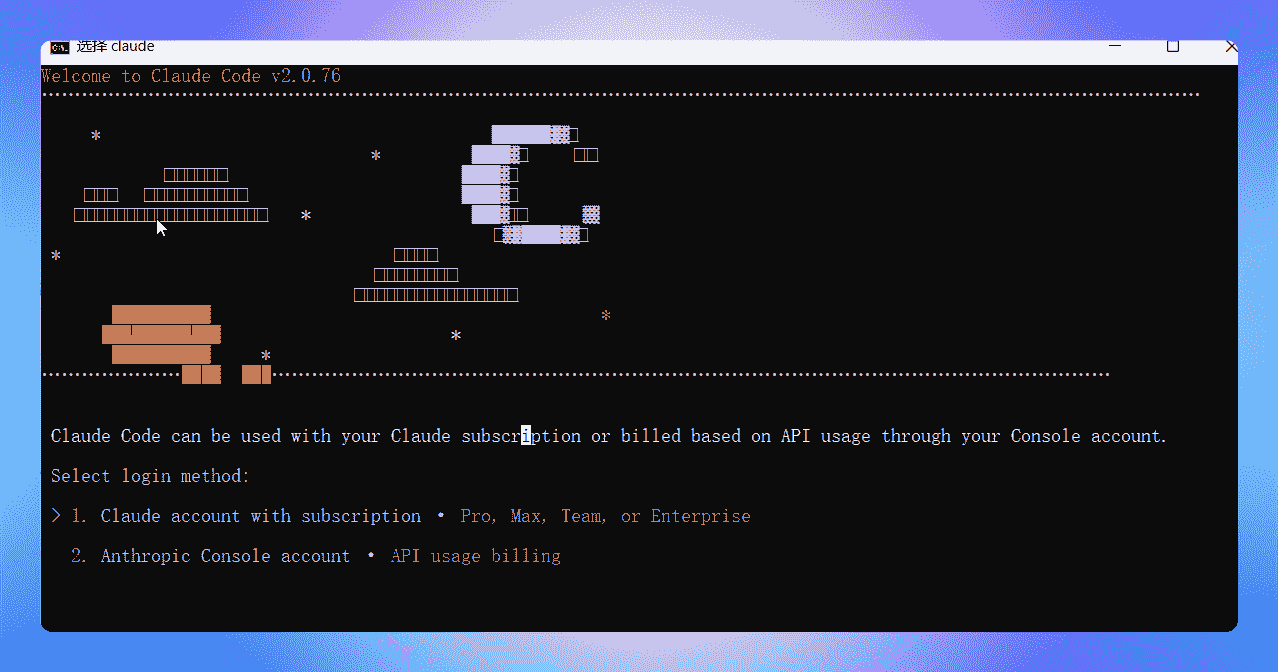 选择 claude
Welcome to Claude Code v2.0.76
Claude Code can be used with your Claude subscription or billed based on API usage through your Console account.
Select login method:
> 1. Claude account with subscription • Pro, Max, Team, or Enterprise
2. Anthropic Console account • API usage billing